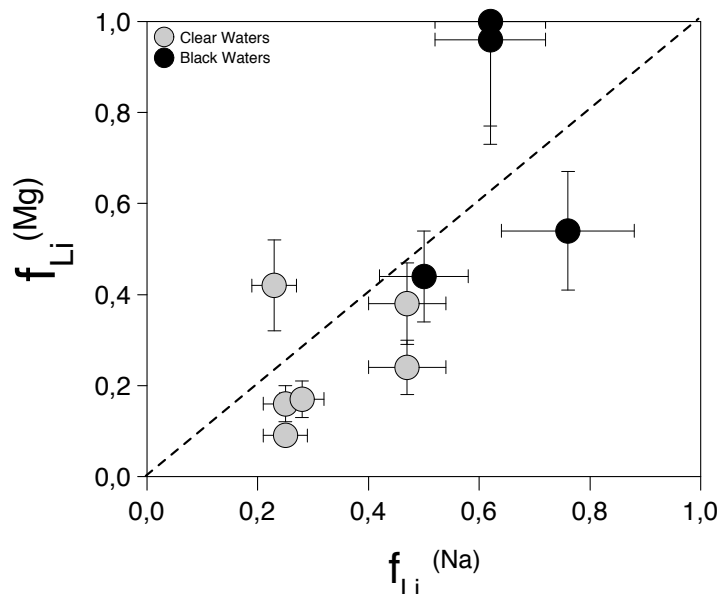 Clear Waters
Black Waters
1,0
0,8
0,6
0,4
0,2
0,0
f Li (Mg)
0,0 0,2 0,4 0,6 0,8 1,0
f Li (Na)